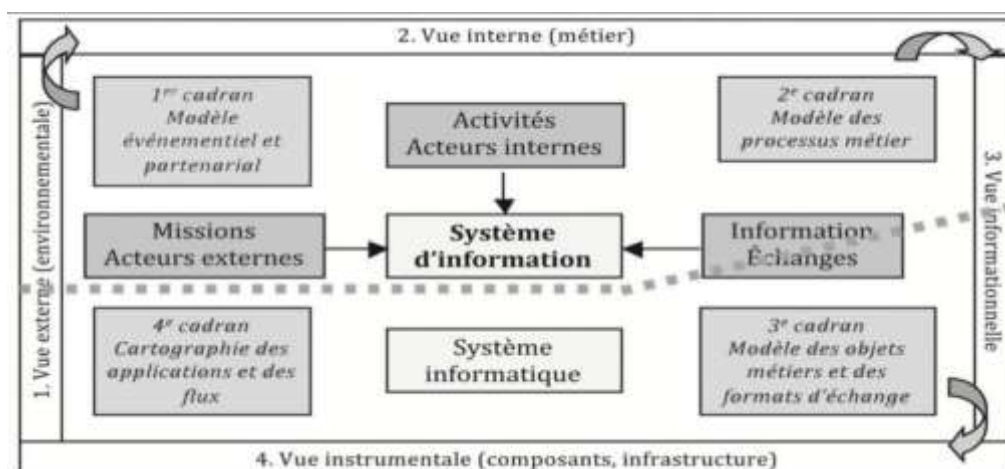 2. Vue interne (métier)
1. Vue externe (environnementale)
1er cadran
Modèle
événementiel et
partenarial
Activités
Acteurs internes
2e cadran
Modèle des
processus métier
3. Vue informationnelle
Missions
Acteurs externes
Système
d'information
Information
Échanges
4e cadran
Cartographie des
applications et des
flux
Système
informatique
3e cadran
Modèle des objets
métiers et des
formats d'échange
4. Vue instrumentale (composants, infrastructure)